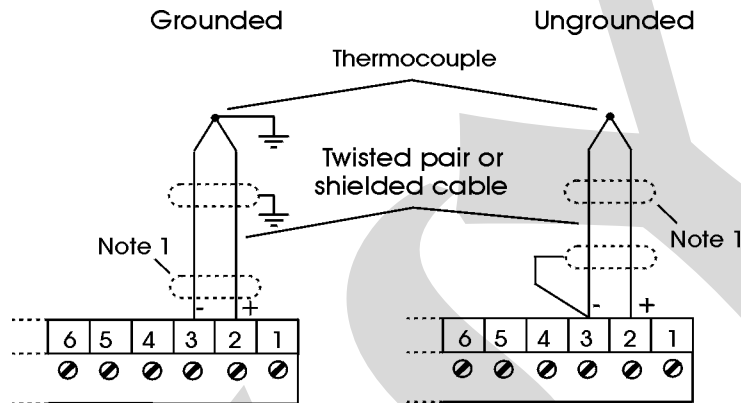 Grounded
Ungrounded
Thermocouple
Twisted pair or
shielded cable
Note 1
Note 1
- +
- +
6 5 4 3 2 1
6 5 4 3 2 1